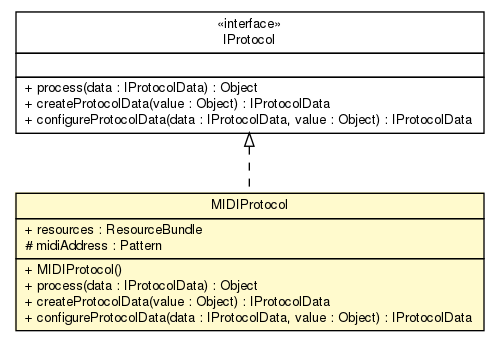 «interface»
IProtocol
+ process(data : IProtocolData) : Object
+ createProtocolData(value : Object) : IProtocolData
+ configureProtocolData(data : IProtocolData, value : Object) : IProtocolData
MIDIProtocol
+ resources : ResourceBundle
# midiAddress : Pattern
+ MIDIProtocol()
+ process(data : IProtocolData) : Object
+ createProtocolData(value : Object) : IProtocolData
+ configureProtocolData(data : IProtocolData, value : Object) : IProtocolData